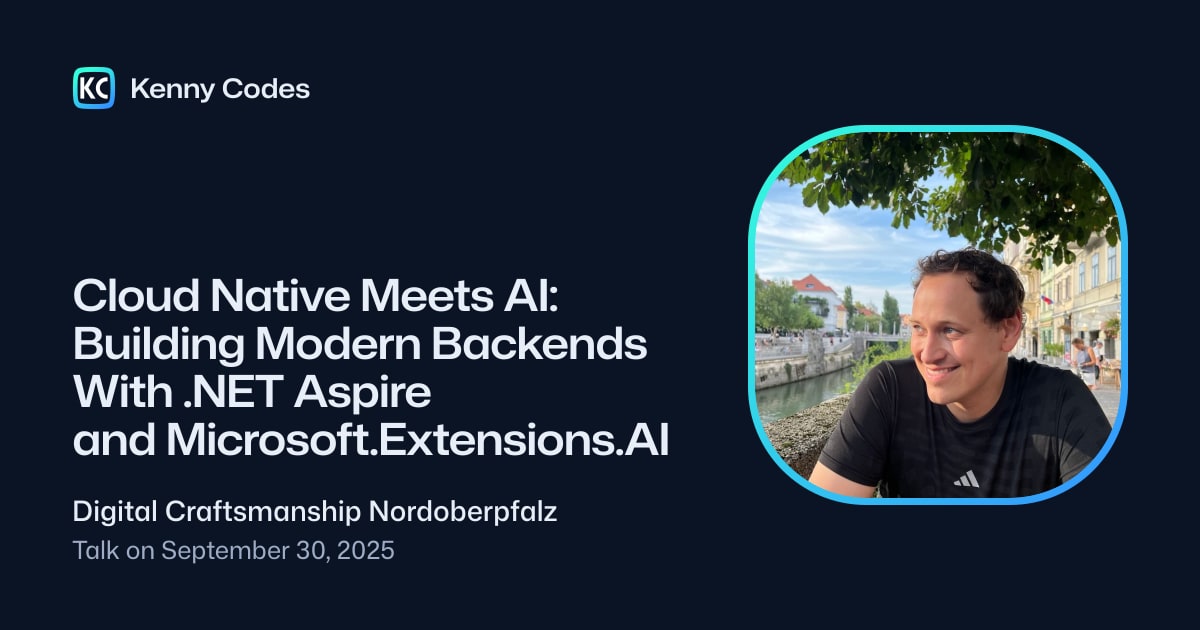 KC
Kenny Codes
Cloud Native Meets AI:
Building Modern Backends
With .NET Aspire
and Microsoft.Extensions.AI
Digital Craftsmanship Nordoberpfalz
Talk on September 30, 2025